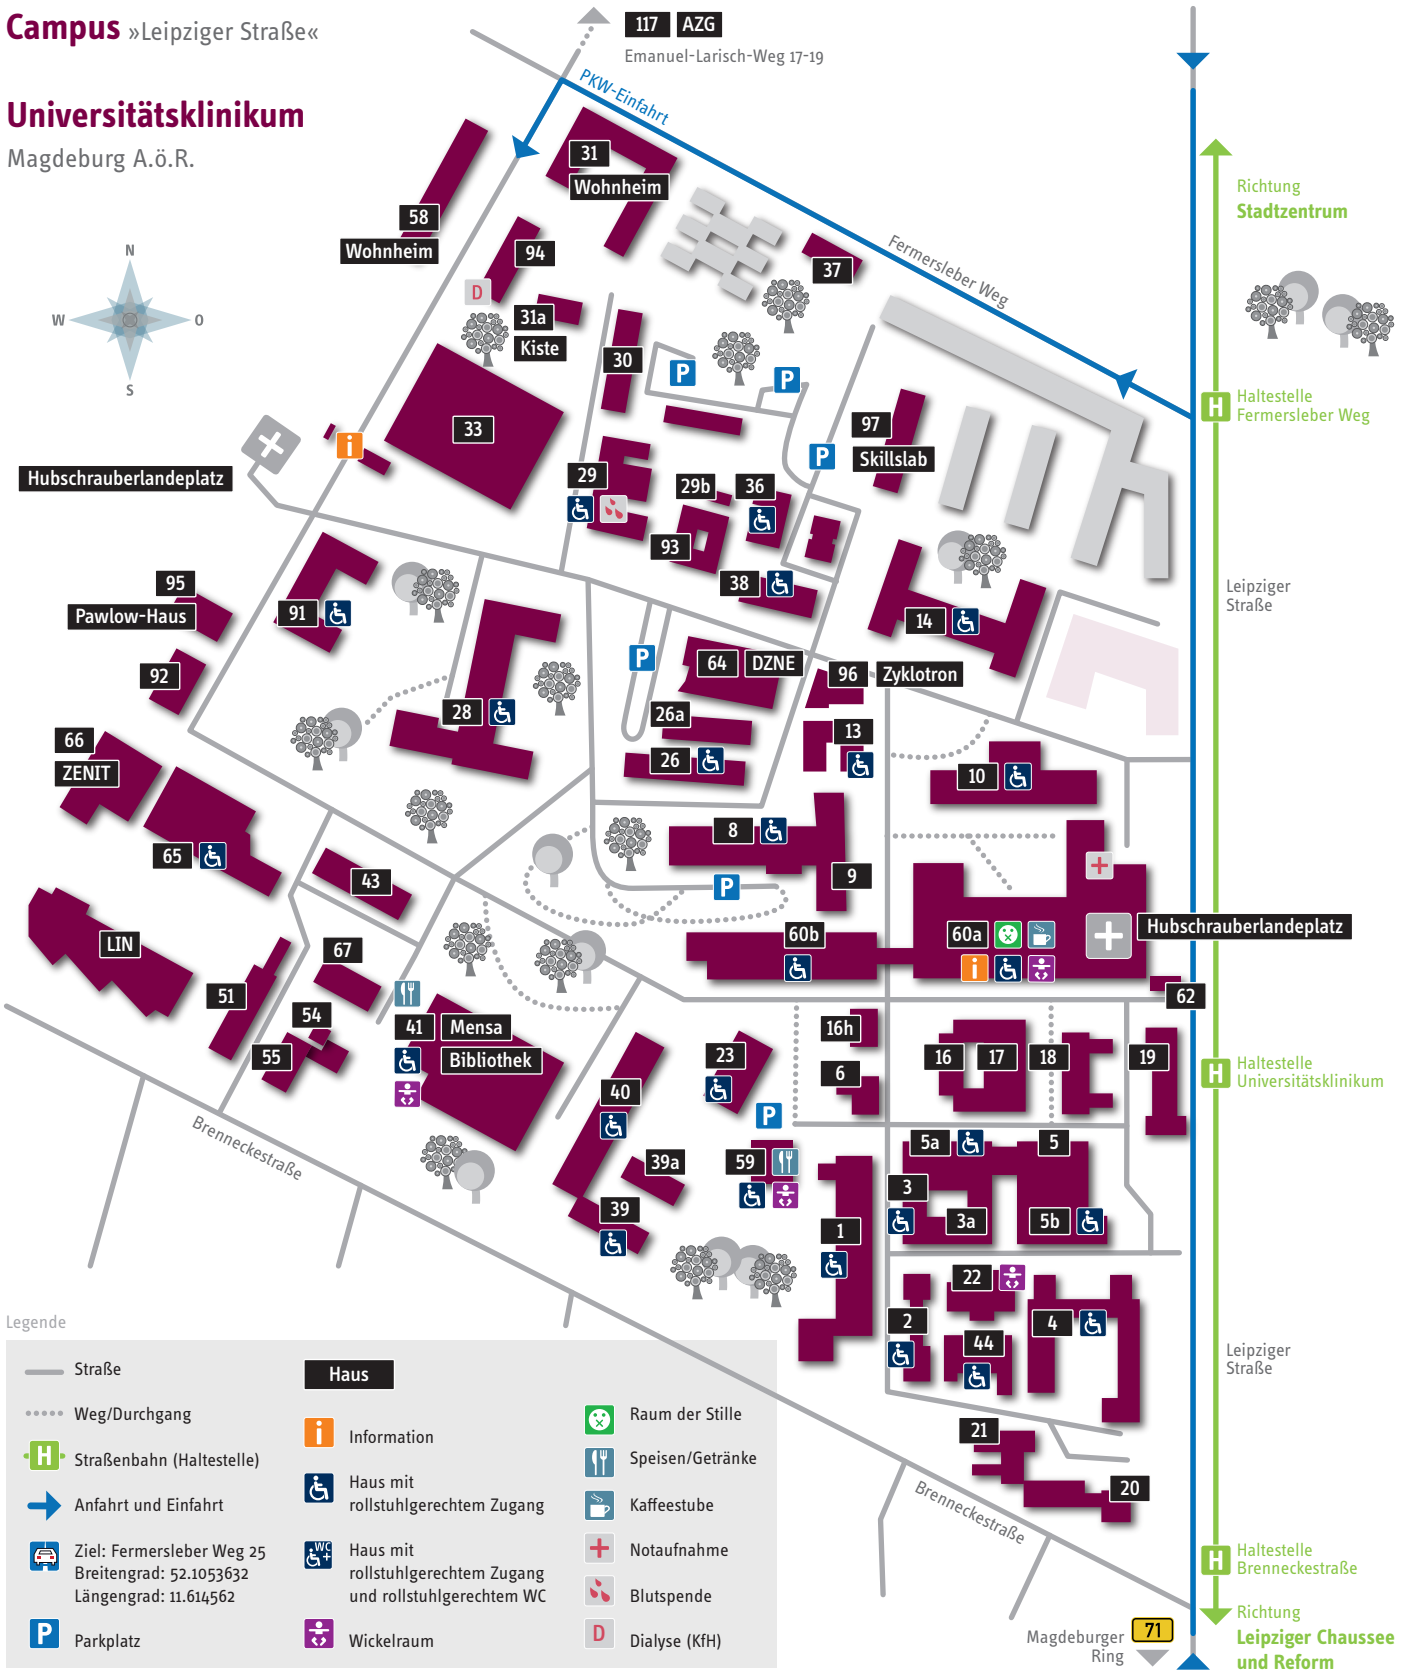 Campus »Leipziger Straße«
Universitätsklinikum
Magdeburg A.ö.R.
117 AZG
Emanuel-Larisch-Weg 17-19
PKW-Einfahrt
31
Wohnheim
58
Wohnheim
94
D
31a
Kiste
37
Fermersleber Weg
Richtung
Stadtzentrum
N
W O
S
30
P
P
H
Haltestelle
Fermersleber Weg
33
i
97
Skillslab
P
Hubschrauberlandeplatz
29
29b
36
93
38
95
Pawlow-Haus
91
92
14
Leipziger
Straße
P
64 DZNE
96 Zyklotron
28
26a
13
26
66
ZENIT
10
65
8
43
9
P
LIN
67
60b
60a
i
Hubschrauberlandeplatz
51
62
54
41 Mensa
Bibliothek
55
16h
23
16 17 18 19
6
H
Haltestelle
Universitätsklinikum
40
P
Brenneckestraße
5a
5
39a
59
3
3a
5b
39
1
22
2
4
44
Leipziger
Straße
21
20
Brenneckestraße
H
Haltestelle
Brenneckestraße
Richtung
Leipziger Chaussee
und Reform
Magdeburger
Ring
71
Legende
Straße
Weg/Durchgang
H
Straßenbahn (Haltestelle)
Anfahrt und Einfahrt
Ziel: Fermersleber Weg 25
Breitengrad: 52.1053632
Längengrad: 11.614562
P
Parkplatz
Haus
i
Information
Haus mit
rollstuhlgerechtem Zugang
WC
+
Haus mit
rollstuhlgerechtem Zugang
und rollstuhlgerechtem WC
Wickelraum
Raum der Stille
Speisen/Getränke
Kaffeestube
Notaufnahme
Blutspende
D
Dialyse (KfH)